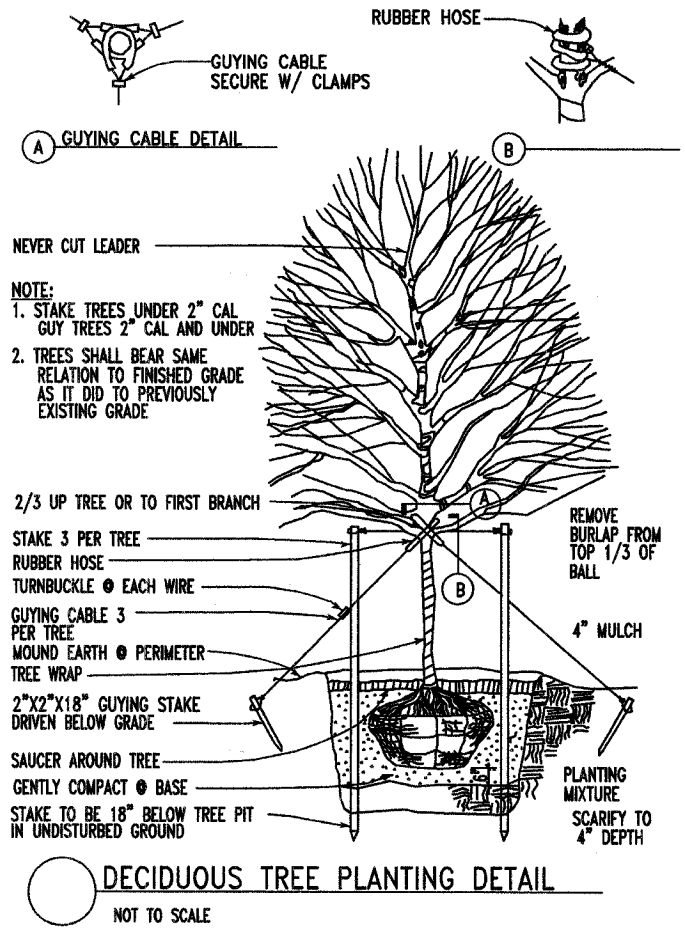 RUBBER HOSE
GUYING CABLE
SECURE W/ CLAMPS
A GUYING CABLE DETAIL
B
NEVER CUT LEADER
NOTE:
1. STAKE TREES UNDER 2" CAL
GUY TREES 2" CAL AND UNDER
2. TREES SHALL BEAR SAME
RELATION TO FINISHED GRADE
AS IT DID TO PREVIOUSLY
EXISTING GRADE
2/3 UP TREE OR TO FIRST BRANCH
A
STAKE 3 PER TREE
RUBBER HOSE
TURNBUCKLE @ EACH WIRE
B
GUYING CABLE 3
PER TREE
MOUND EARTH @ PERIMETER
TREE WRAP
2"X2"X18" GUYING STAKE
DRIVEN BELOW GRADE
SAUCER AROUND TREE
GENTLY COMPACT @ BASE
STAKE TO BE 18" BELOW TREE PIT
IN UNDISTURBED GROUND
REMOVE
BURLAP FROM
TOP 1/3 OF
BALL
4" MULCH
PLANTING
MIXTURE
SCARIFY TO
4" DEPTH
DECIDUOUS TREE PLANTING DETAIL
NOT TO SCALE